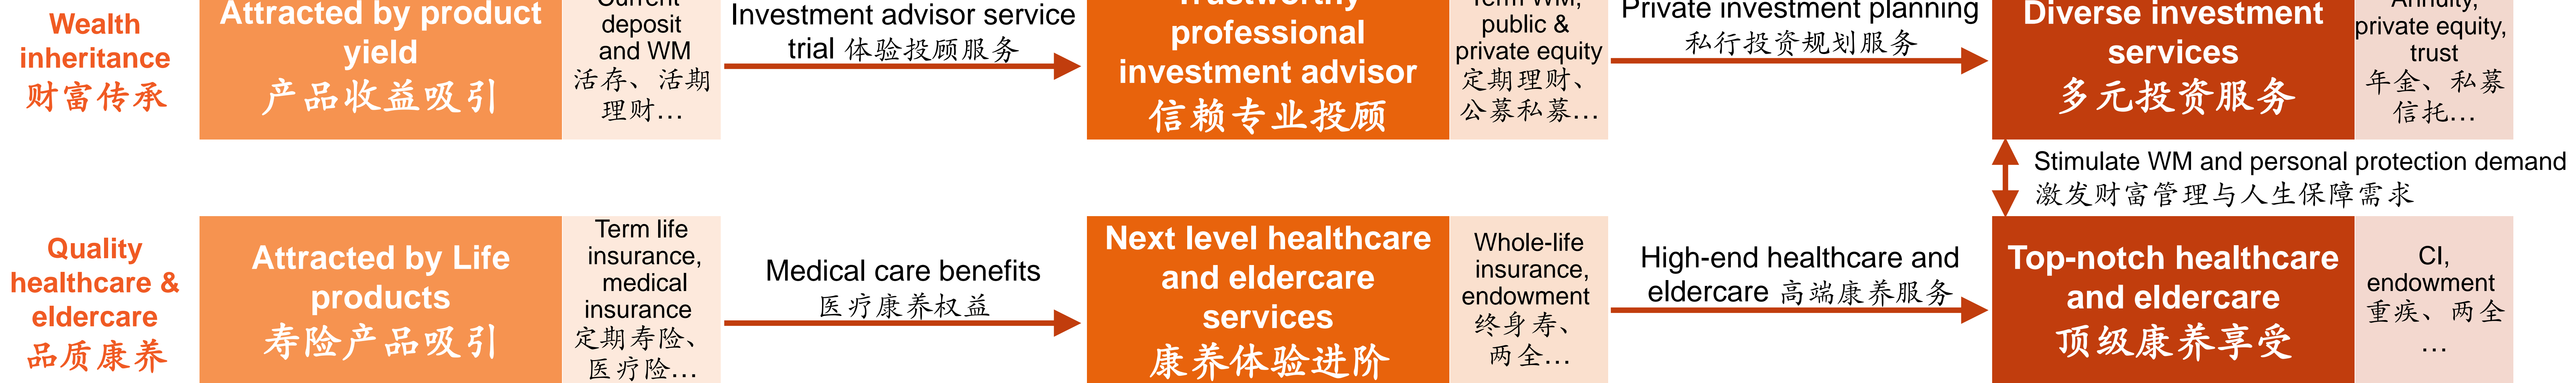 Wealth
inheritance
财富传承
Attracted by product
yield
产品收益吸引
Current
deposit
and WM
活存、活期
理财…
Investment advisor service
trial 体验投顾服务
Trustworthy
professional
investment advisor
信赖专业投顾
Term WM,
public &
private equity
定期理财、
公募私募…
Private investment planning
私行投资规划服务
Diverse investment
services
多元投资服务
Annuity,
private equity,
trust
年金、私募
信托…
Stimulate WM and personal protection demand
激发财富管理与人生保障需求
Quality
healthcare &
eldercare
品质康养
Attracted by Life
products
寿险产品吸引
Term life
insurance,
medical
insurance
定期寿险、
医疗险…
Medical care benefits
医疗康养权益
Next level healthcare
and eldercare
services
康养体验进阶
Whole-life
insurance,
endowment
终身寿、
两全…
High-end healthcare and
eldercare 高端康养服务
Top-notch healthcare
and eldercare
顶级康养享受
CI,
endowment
重疾、两全
…